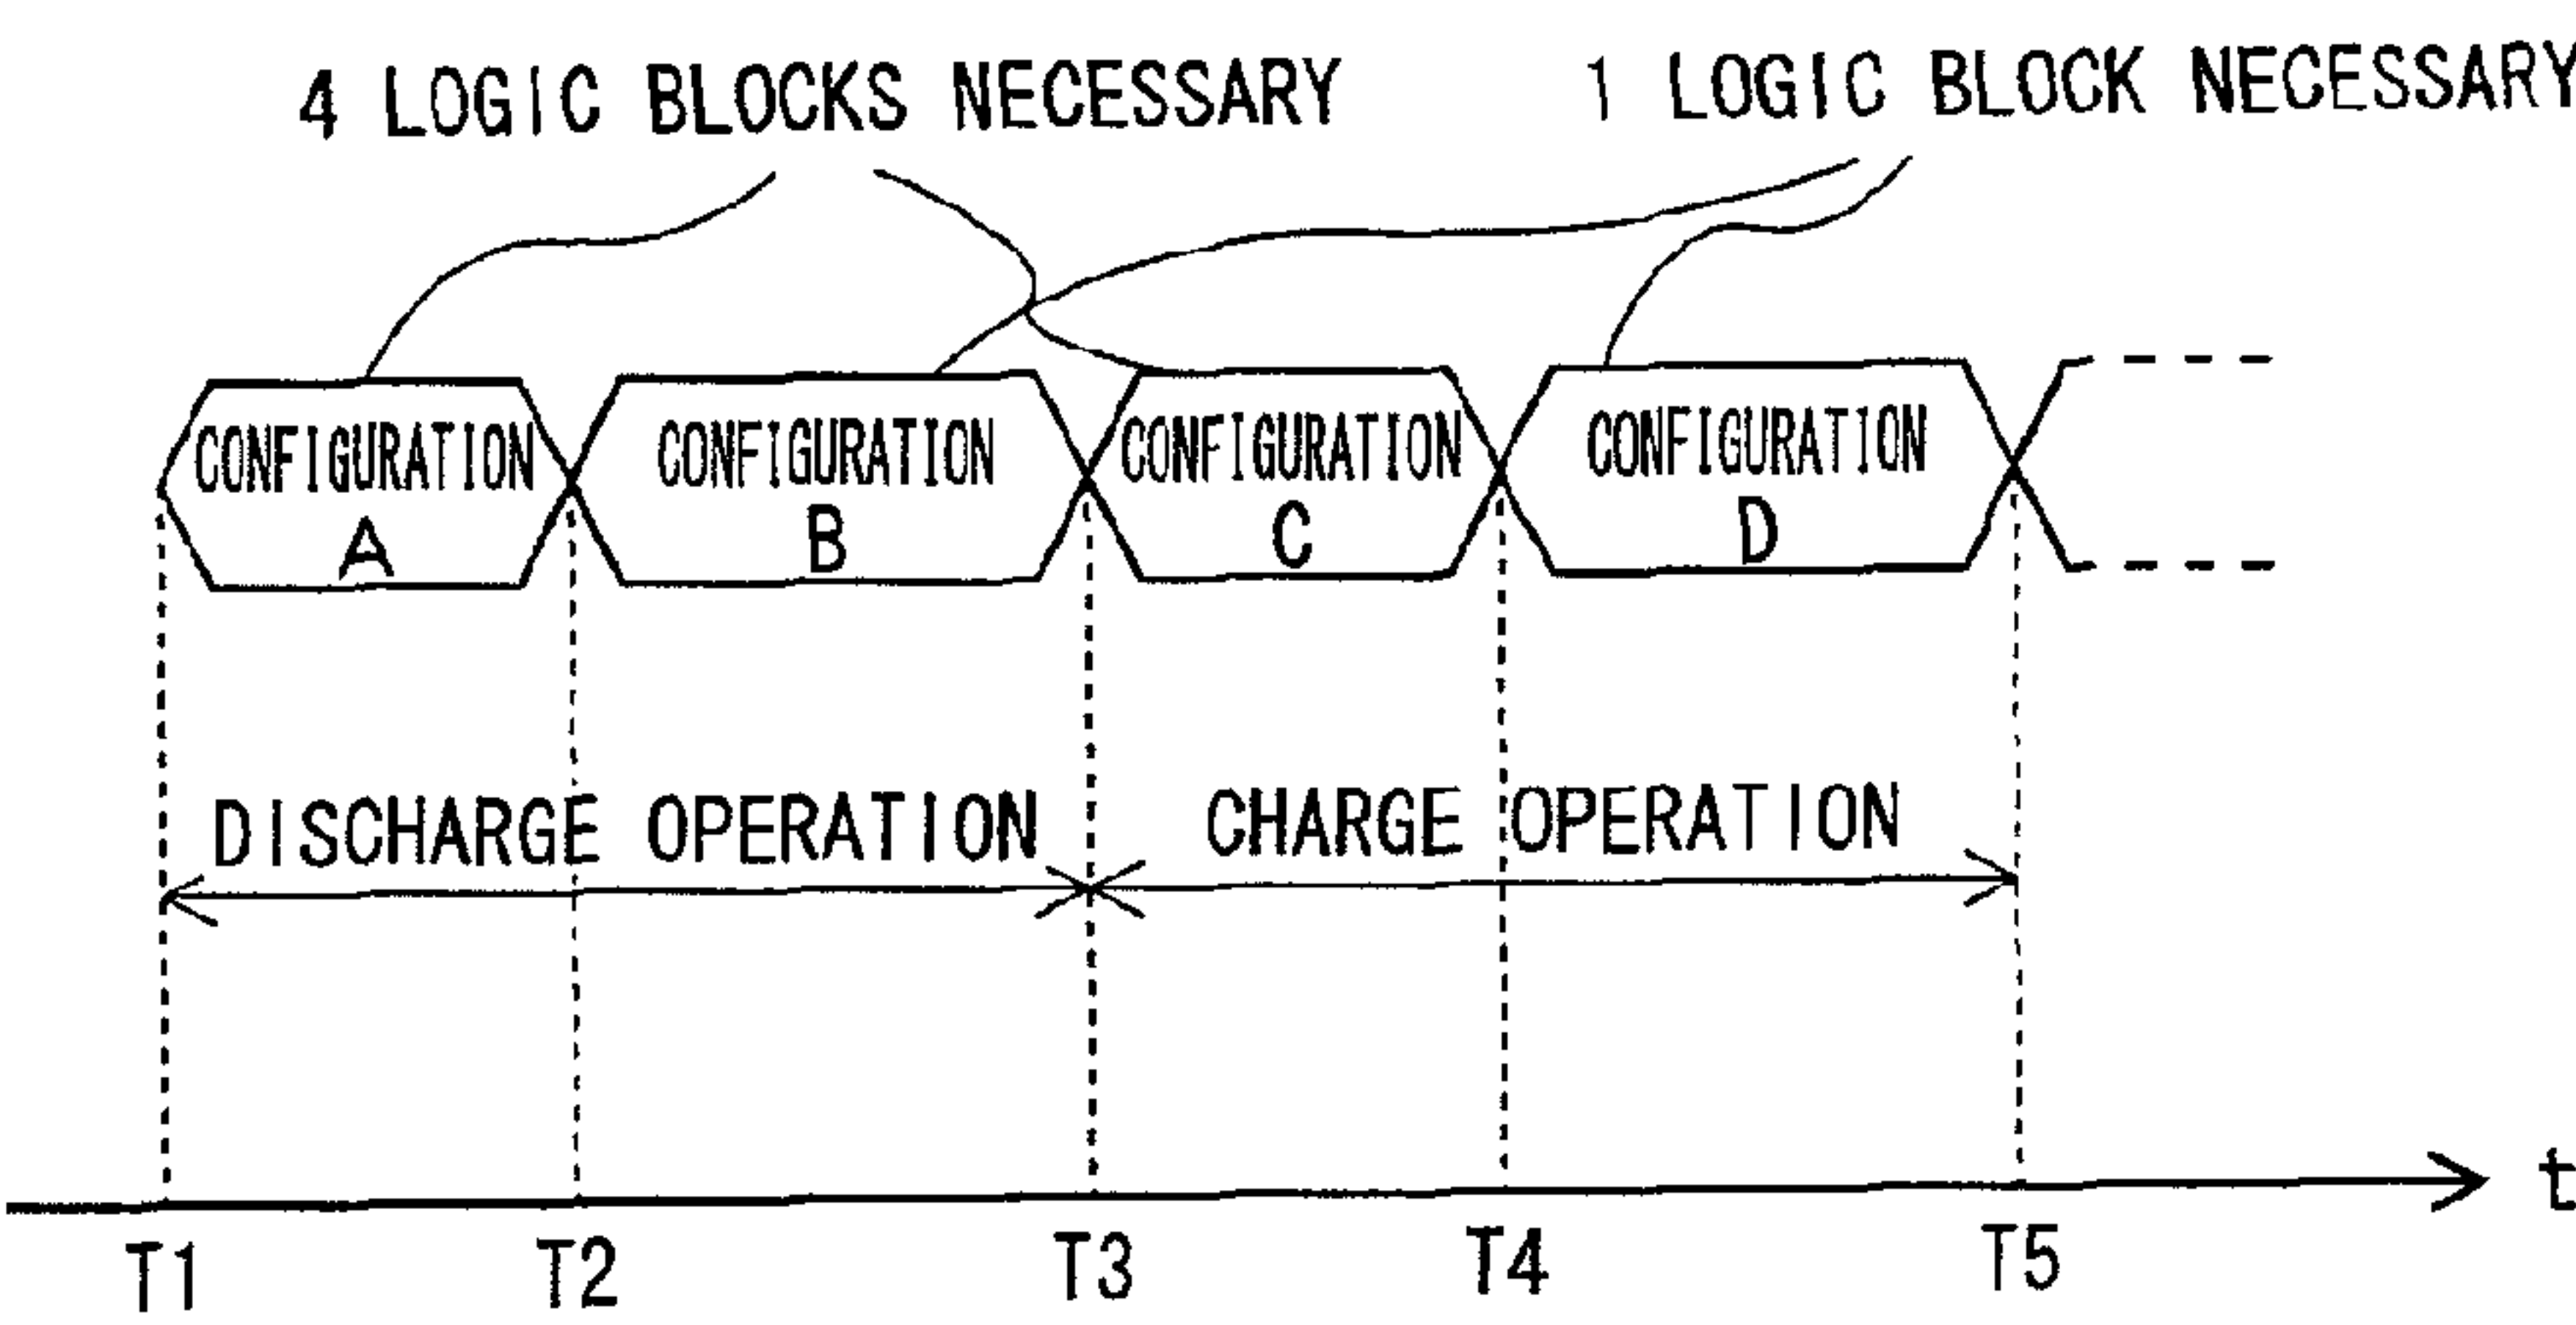 4 LOGIC BLOCKS NECESSARY
1 LOGIC BLOCK NECESSARY
CONFIGURATION
A
CONFIGURATION
B
CONFIGURATION
C
CONFIGURATION
D
DISCHARGE OPERATION
CHARGE OPERATION
t
T1
T2
T3
T4
T5